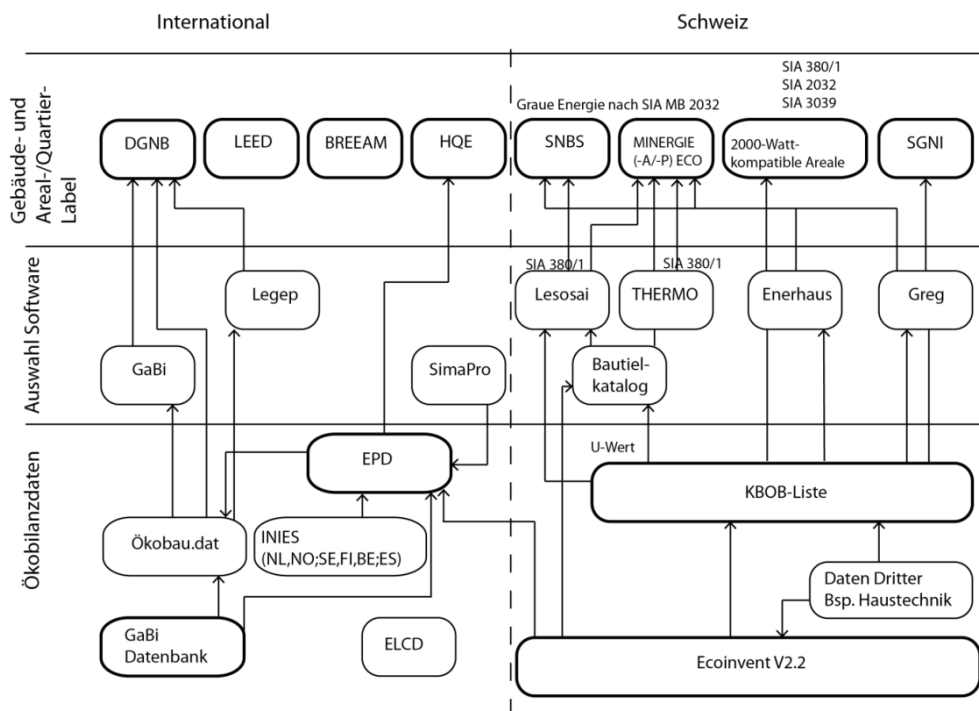 International
Schweiz
Gebäude- und
Areal-/Quartier-
Label
SIA 380/1
SIA 2032
SIA 3039
Graue Energie nach SIA MB 2032
DGNB
LEED
BREEAM
HQE
SNBS
MINERGIE
(-A/-P) ECO
2000-Watt-
kompatible Areale
SGNI
Auswahl Software
SIA 380/1
SIA 380/1
Legep
Lesosai
THERMO
Enerhaus
Greg
GaBi
SimaPro
Bautiel-
katalog
Ökobilanzdaten
U-Wert
EPD
KBOB-Liste
Ökobau.dat
INIES
(NL,NO;SE,FI,BE;ES)
Daten Dritter
Bsp. Haustechnik
GaBi
Datenbank
ELCD
Ecoinvent V2.2